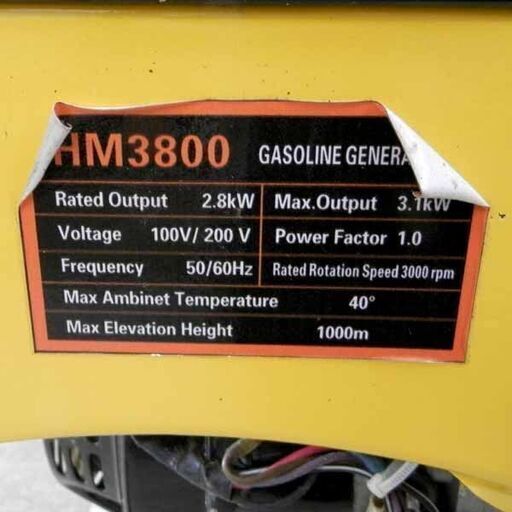 HM3800 GASOLINE GENERA
Rated Output 2.8kW Max.Output 3.1kW
Voltage 100V/ 200 V Power Factor 1.0
Frequency 50/60Hz Rated Rotation Speed 3000 rpm
Max Ambinet Temperature 40°
Max Elevation Height 1000m